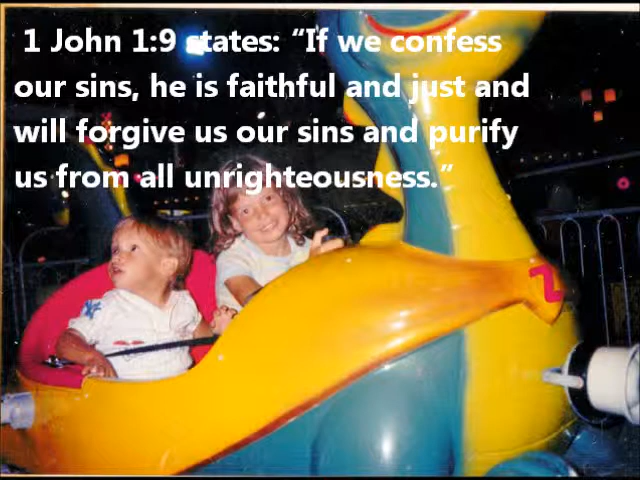 1 John 1:9 states: “If we confess
our sins, he is faithful and just and
will forgive us our sins and purify
us from all unrighteousness.”
2